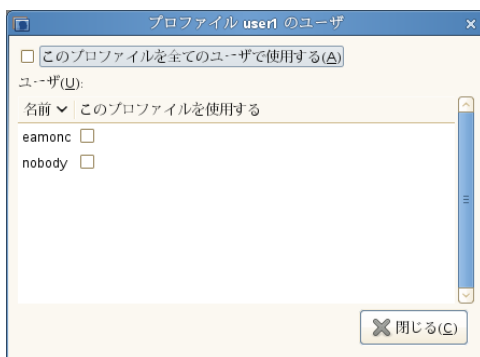 プロファイル user1 のユーザ
このプロファイルを全てのユーザで使用する(A)
ユーザ(U):
名前 このプロファイルを使用する
eamonc
nobody
閉じる(C)